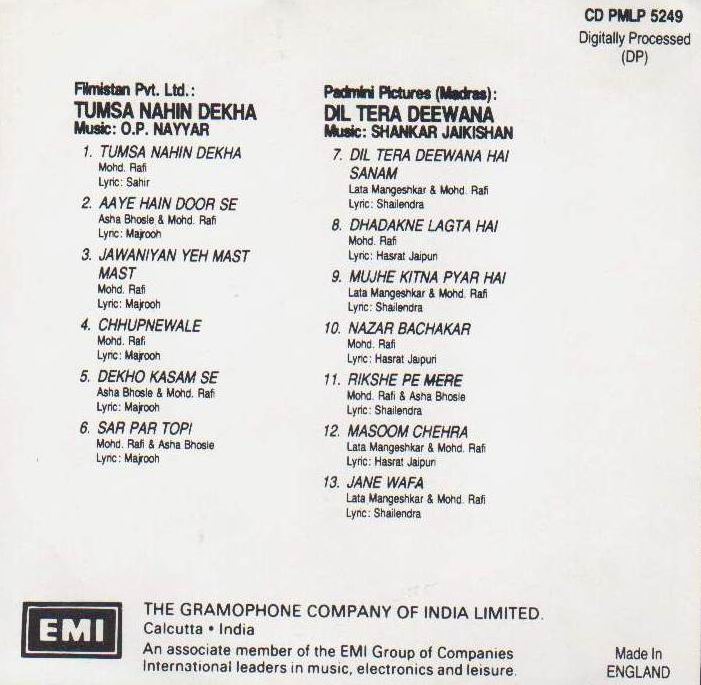 CD PMLP 5249
Digitally Processed
(DP)
Filmistan Pvt. Ltd.:
TUMSA NAHIN DEKHA
Music: O.P. NAYYAR
1. TUMSA NAHIN DEKHA
Mohd. Rafi
Lyric: Sahir
2. AAYE HAIN DOOR SE
Asha Bhosle & Mohd. Rafi
Lyric: Majrooh
3. JAWANIYAN YEH MAST
MAST
Mohd. Rafi
Lyric: Majrooh
4. CHHUPNEWALE
Mohd. Rafi
Lyric: Majrooh
5. DEKHO KASAM SE
Asha Bhosle & Mohd. Rafi
Lyric: Majrooh
6. SAR PAR TOPI
Mohd. Rafi & Asha Bhosle
Lyric: Majrooh
Padmini Pictures (Madras):
DIL TERA DEEWANA
Music: SHANKAR JAIKISHAN
7. DIL TERA DEEWANA HAI
SANAM
Lata Mangeshkar & Mohd. Rafi
Lyric: Shailendra
8. DHADAKNE LAGTA HAI
Mohd. Rafi
Lyric: Hasrat Jaipuri
9. MUJHE KITNA PYAR HAI
Lata Mangeshkar & Mohd. Rafi
Lyric: Shailendra
10. NAZAR BACHAKAR
Mohd. Rafi
Lyric: Hasrat Jaipuri
11. RIKSHE PE MERE
Mohd. Rafi & Asha Bhosle
Lyric: Shailendra
12. MASOOM CHEHRA
Lata Mangeshkar & Mohd. Rafi
Lyric: Hasrat Jaipuri
13. JANE WAFA
Lata Mangeshkar & Mohd. Rafi
Lyric: Shailendra
EMI
THE GRAMOPHONE COMPANY OF INDIA LIMITED.
Calcutta • India
An associate member of the EMI Group of Companies
International leaders in music, electronics and leisure.
Made In
ENGLAND